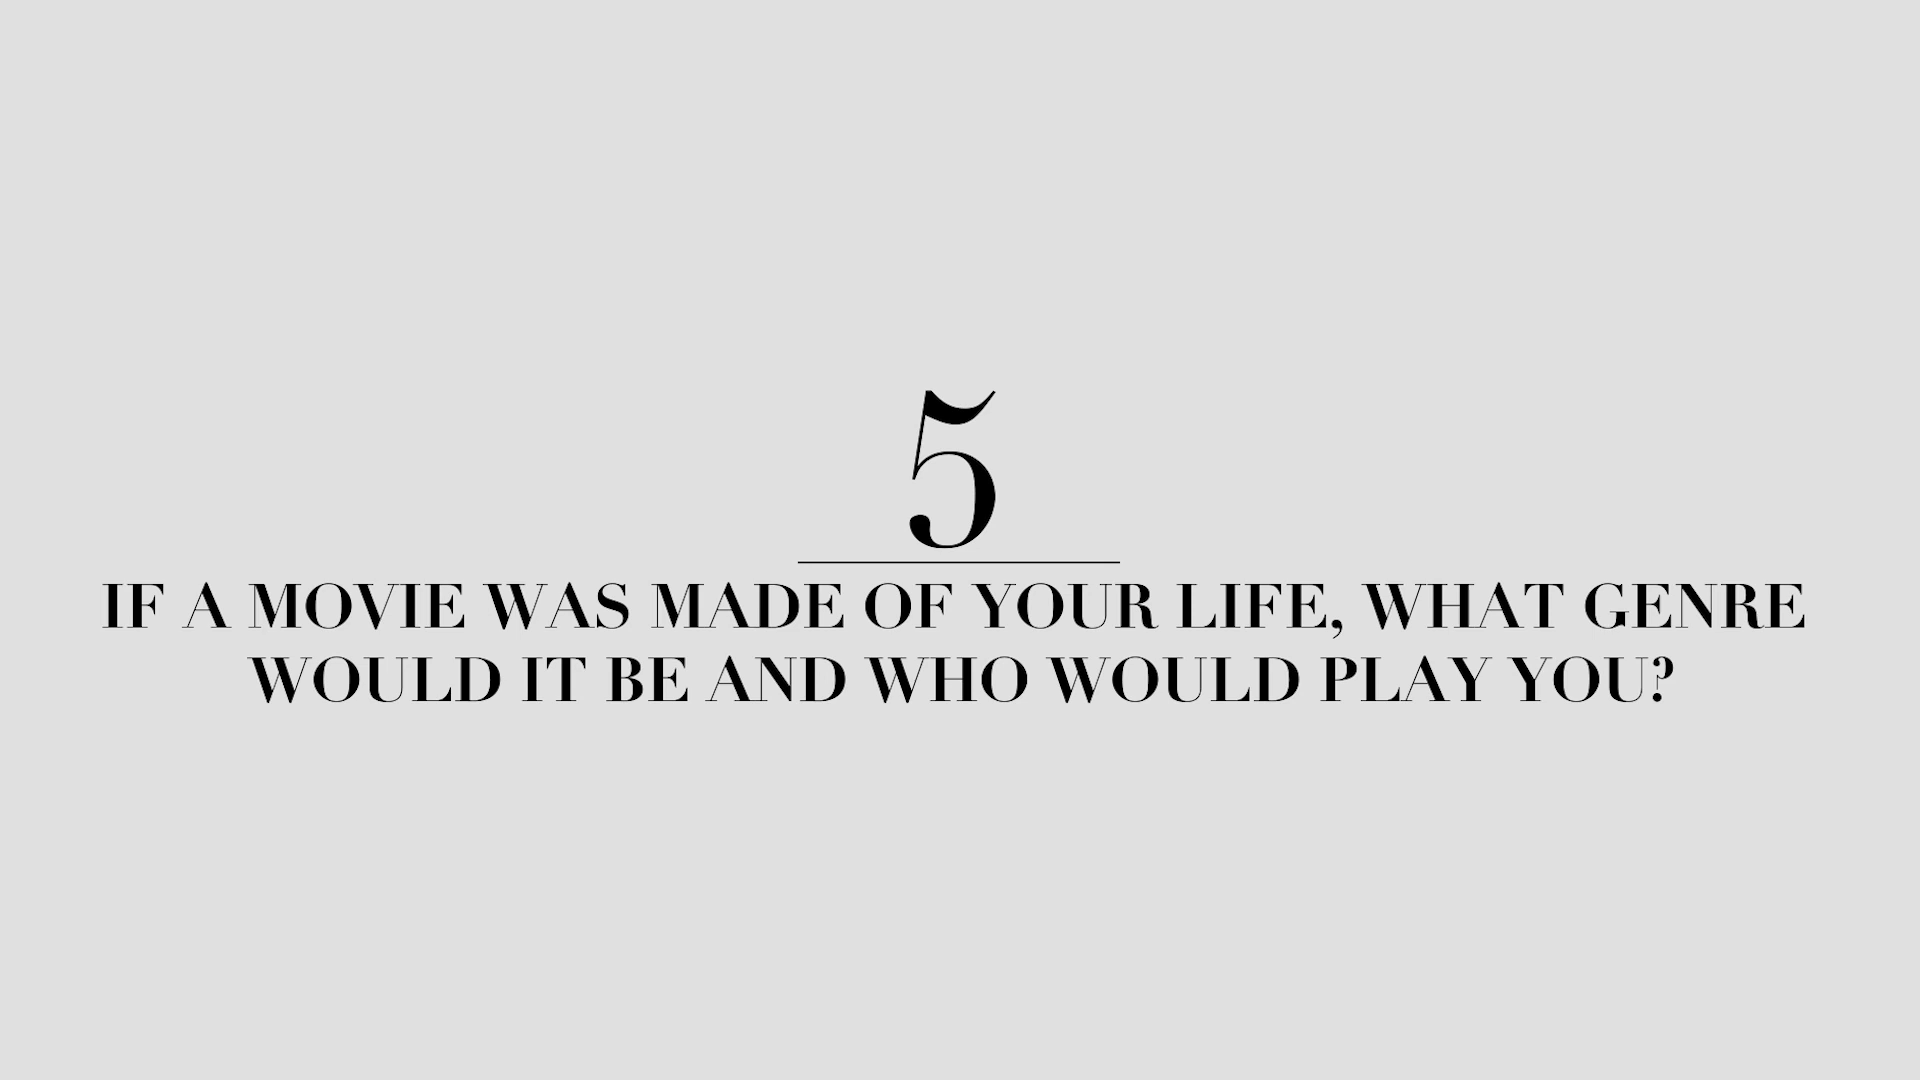 5
IF A MOVIE WAS MADE OF YOUR LIFE, WHAT GENRE
WOULD IT BE AND WHO WOULD PLAY YOU?